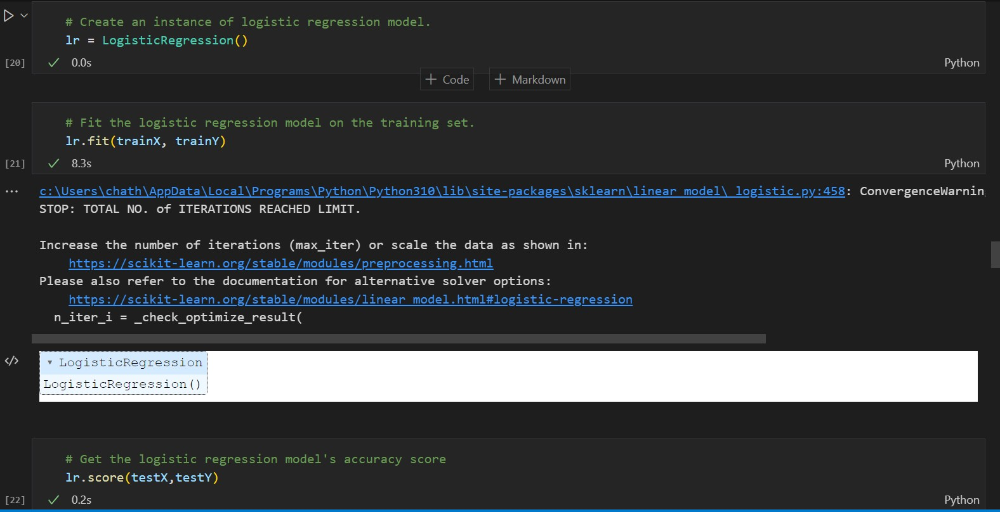 # Create an instance of logistic regression model.
lr = LogisticRegression()
[20] 0.0s Python
+ Code + Markdown
# Fit the logistic regression model on the training set.
lr.fit(trainX, trainY)
[21] 8.3s Python
... c:\Users\chath\AppData\Local\Programs\Python\Python310\lib\site-packages\sklearn\linear_model\_logistic.py:458: ConvergenceWarnin
STOP: TOTAL NO. of ITERATIONS REACHED LIMIT.
Increase the number of iterations (max_iter) or scale the data as shown in:
https://scikit-learn.org/stable/modules/preprocessing.html
Please also refer to the documentation for alternative solver options:
https://scikit-learn.org/stable/modules/linear_model.html#logistic-regression
n_iter_i = _check_optimize_result(
</> ▾ LogisticRegression
LogisticRegression()
# Get the logistic regression model's accuracy score
lr.score(testX,testY)
[22] 0.2s Python